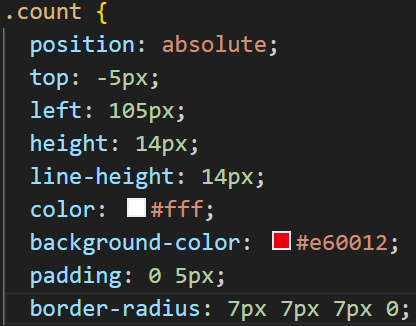 .count {
position: absolute;
top: -5px;
left: 105px;
height: 14px;
line-height: 14px;
color: #fff;
background-color: #e60012;
padding: 0 5px;
border-radius: 7px 7px 7px 0;